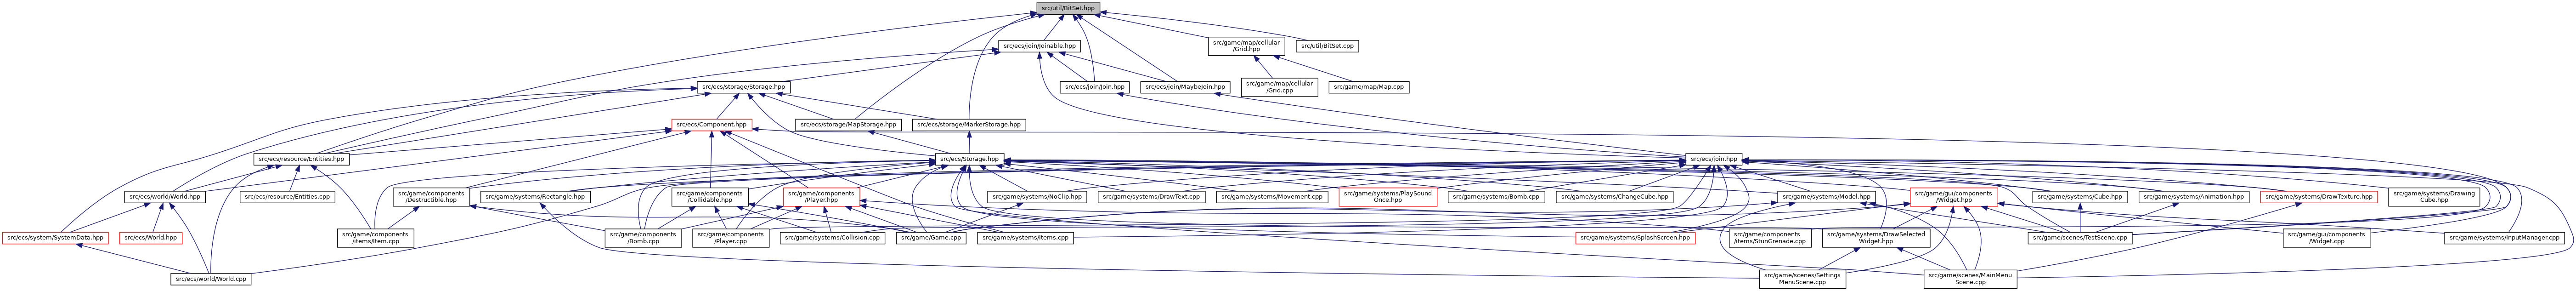 src/util/BitSet.hpp
src/ecs/join/Joinable.hpp
src/game/map/cellular
/Grid.hpp
src/util/BitSet.cpp
src/ecs/storage/Storage.hpp
src/ecs/join/Join.hpp
src/ecs/join/MaybeJoin.hpp
src/game/map/cellular
/Grid.cpp
src/game/map/Map.cpp
src/ecs/Component.hpp
src/ecs/storage/MapStorage.hpp
src/ecs/storage/MarkerStorage.hpp
src/ecs/resource/Entities.hpp
src/ecs/Storage.hpp
src/ecs/join.hpp
src/ecs/world/World.hpp
src/ecs/resource/Entities.cpp
src/game/components
/Destructible.hpp
src/game/systems/Rectangle.hpp
src/game/components
/Collidable.hpp
src/game/components
/Player.hpp
src/game/systems/NoClip.hpp
src/game/systems/DrawText.cpp
src/game/systems/Movement.cpp
src/game/systems/PlaySound
Once.hpp
src/game/systems/Bomb.cpp
src/game/systems/ChangeCube.hpp
src/game/systems/Model.hpp
src/game/gui/components
/Widget.hpp
src/game/systems/Cube.hpp
src/game/systems/Animation.hpp
src/game/systems/DrawTexture.hpp
src/game/systems/Drawing
Cube.hpp
src/ecs/system/SystemData.hpp
src/ecs/World.hpp
src/game/components
/items/Item.cpp
src/game/components
/Bomb.cpp
src/game/components
/Player.cpp
src/game/systems/Collision.cpp
src/game/Game.cpp
src/game/systems/Items.cpp
src/game/systems/SplashScreen.hpp
src/game/components
/items/StunGrenade.cpp
src/game/systems/DrawSelected
Widget.hpp
src/game/scenes/TestScene.cpp
src/game/gui/components
/Widget.cpp
src/game/systems/InputManager.cpp
src/ecs/world/World.cpp
src/game/scenes/Settings
MenuScene.cpp
src/game/scenes/MainMenu
Scene.cpp